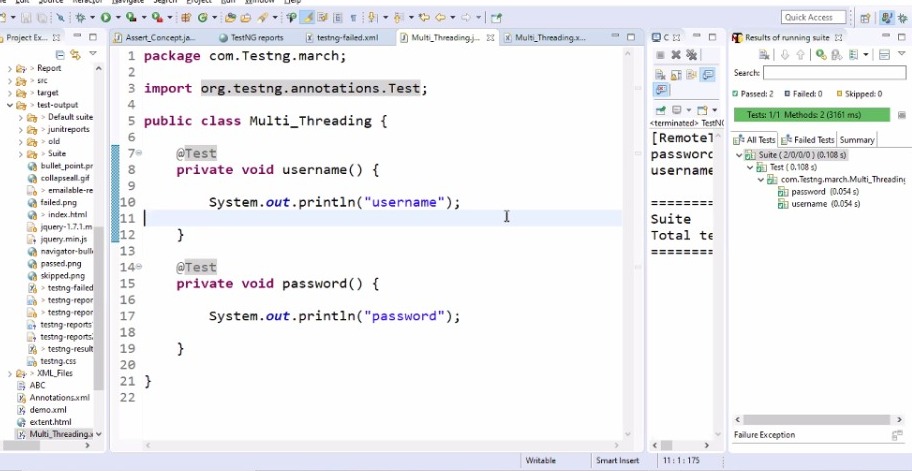 Quick Access
Project Ex...
Report
src
target
test-output
Default suite
junitreports
old
Suite
bullet_point.pr
collapseall.gif
emailable-re
failed.png
index.html
jquery-1.7.1.m
jquery.min.js
navigator-bull
passed.png
skipped.png
testng-failed
testng-repor
testng-repor
testng-reports
testng-reports
testng-result
testng.css
XML_Files
ABC
Annotations.xml
demo.xml
extent.html
Multi_Threading.x
Assert_Concept.ja...
TestNG reports
testng-failed.xml
Multi_Threading.j...
Multi_Threading.x...
1 package com.Testng.march;
2
3 import org.testng.annotations.Test;
4
5 public class Multi_Threading {
6
7 @Test
8 private void username() {
9
10 System.out.println("username");
11
12 }
13
14 @Test
15 private void password() {
16
17 System.out.println("password");
18
19 }
20
21 }
22
C
<terminated> TestNG
[RemoteT
password
username
========
Suite
Total te
========
Results of running suite
Search:
Passed: 2 Failed: 0 Skipped: 0
Tests: 1/1 Methods: 2 (3161 ms)
All Tests Failed Tests Summary
Suite ( 2/0/0/0 ) (0.108 s)
Test ( 0.108 s)
com.Testng.march.Multi_Threading
password (0.054 s)
username (0.054 s)
Failure Exception
Writable
Smart Insert
11 : 1 : 175